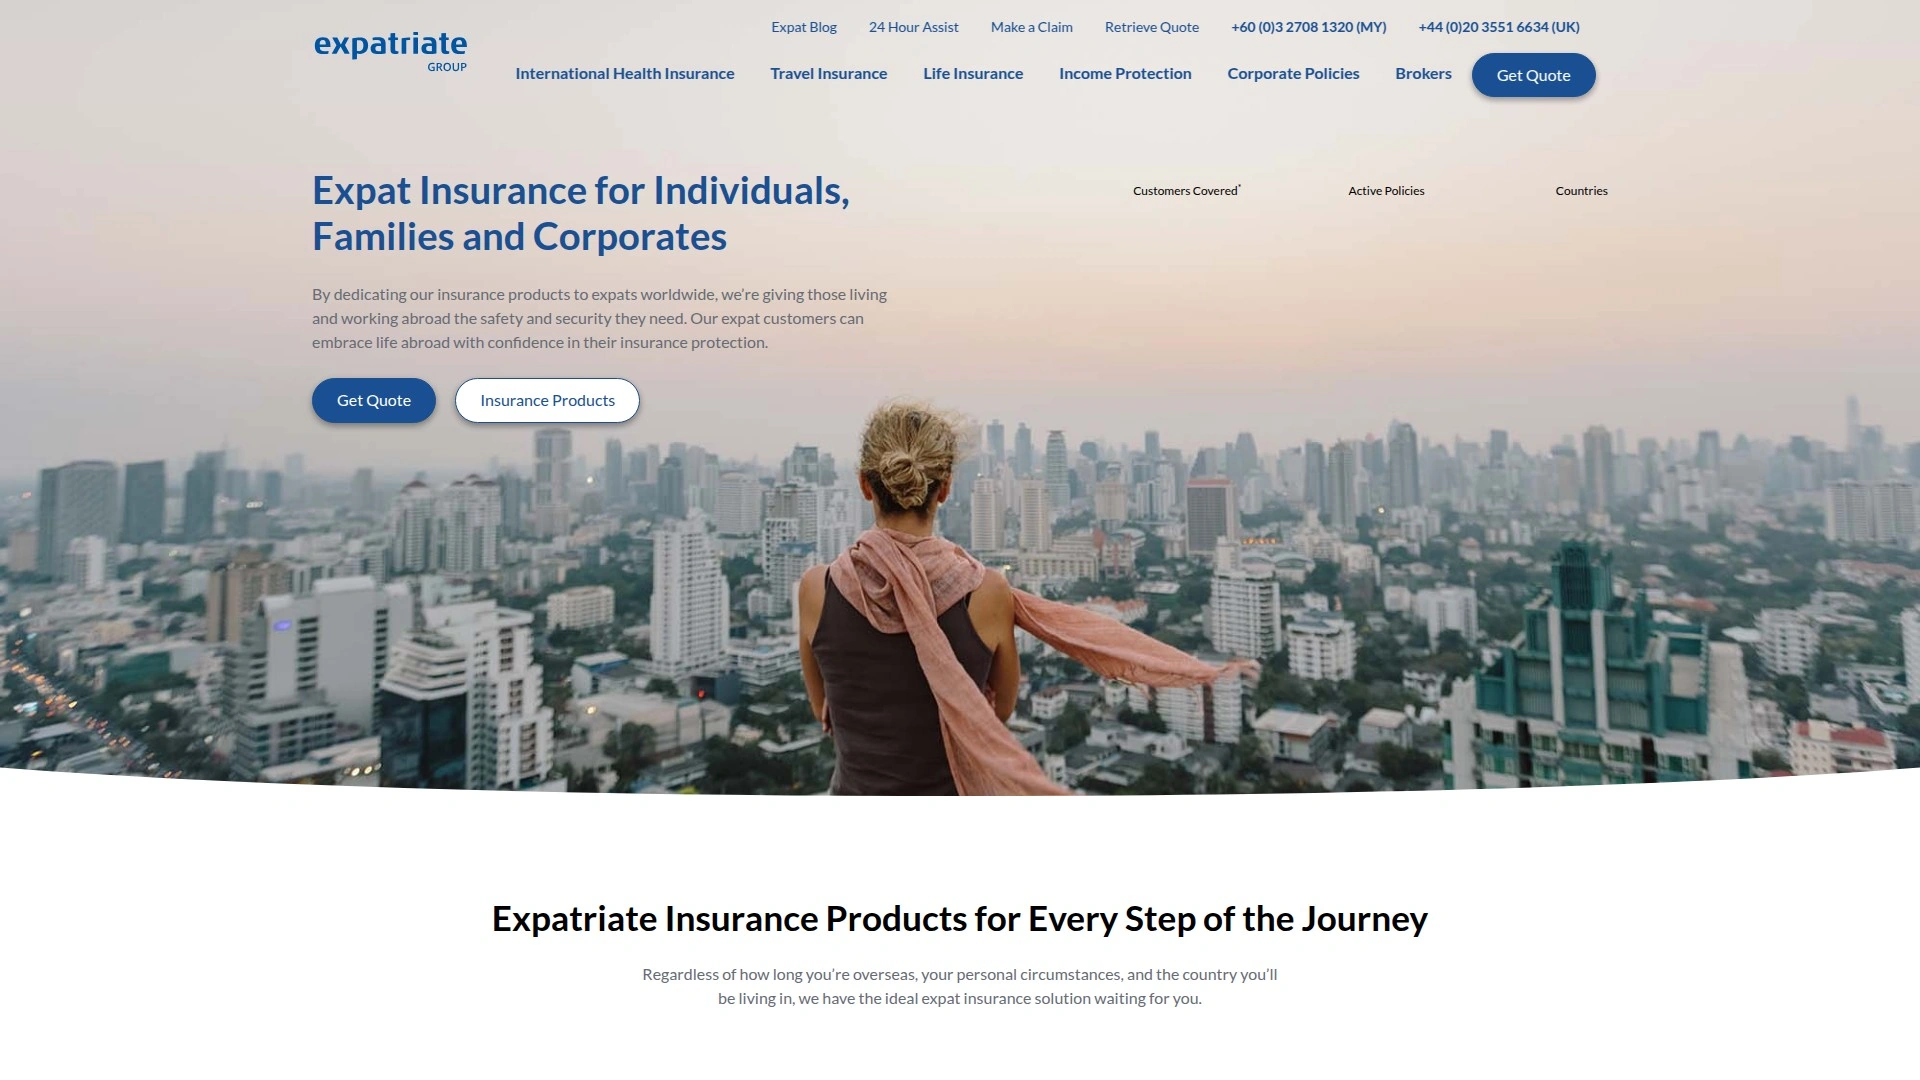 Expat Blog
24 Hour Assist
Make a Claim
Retrieve Quote
+60 (0)3 2708 1320 (MY)
+44 (0)20 3551 6634 (UK)
expatriate
GROUP
International Health Insurance
Travel Insurance
Life Insurance
Income Protection
Corporate Policies
Brokers
Get Quote
Expat Insurance for Individuals,
Families and Corporates
Customers Covered*
Active Policies
Countries
By dedicating our insurance products to expats worldwide, we’re giving those living
and working abroad the safety and security they need. Our expat customers can
embrace life abroad with confidence in their insurance protection.
Get Quote
Insurance Products
Expatriate Insurance Products for Every Step of the Journey
Regardless of how long you’re overseas, your personal circumstances, and the country you’ll
be living in, we have the ideal expat insurance solution waiting for you.